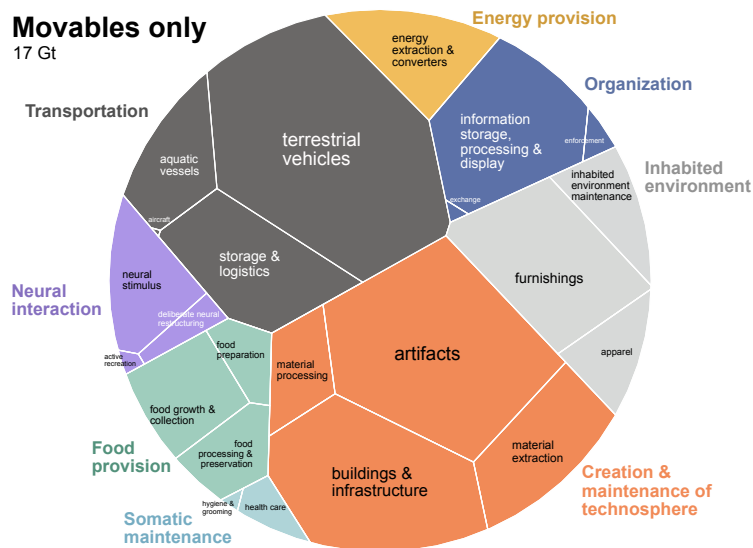 Movables only
17 Gt
Energy provision
energy
extraction &
converters
Transportation
terrestrial
vehicles
aquatic
vessels
aircraft
storage &
logistics
Organization
information
storage,
processing &
display
enforcement
exchange
Inhabited
environment
inhabited
environment
maintenance
furnishings
apparel
Neural
interaction
neural
stimulus
deliberate neural
restructuring
active
recreation
Food
provision
food
preparation
food growth &
collection
food
processing &
preservation
Somatic
maintenance
hygiene &
grooming
health care
Creation &
maintenance of
technosphere
material
processing
artifacts
buildings &
infrastructure
material
extraction